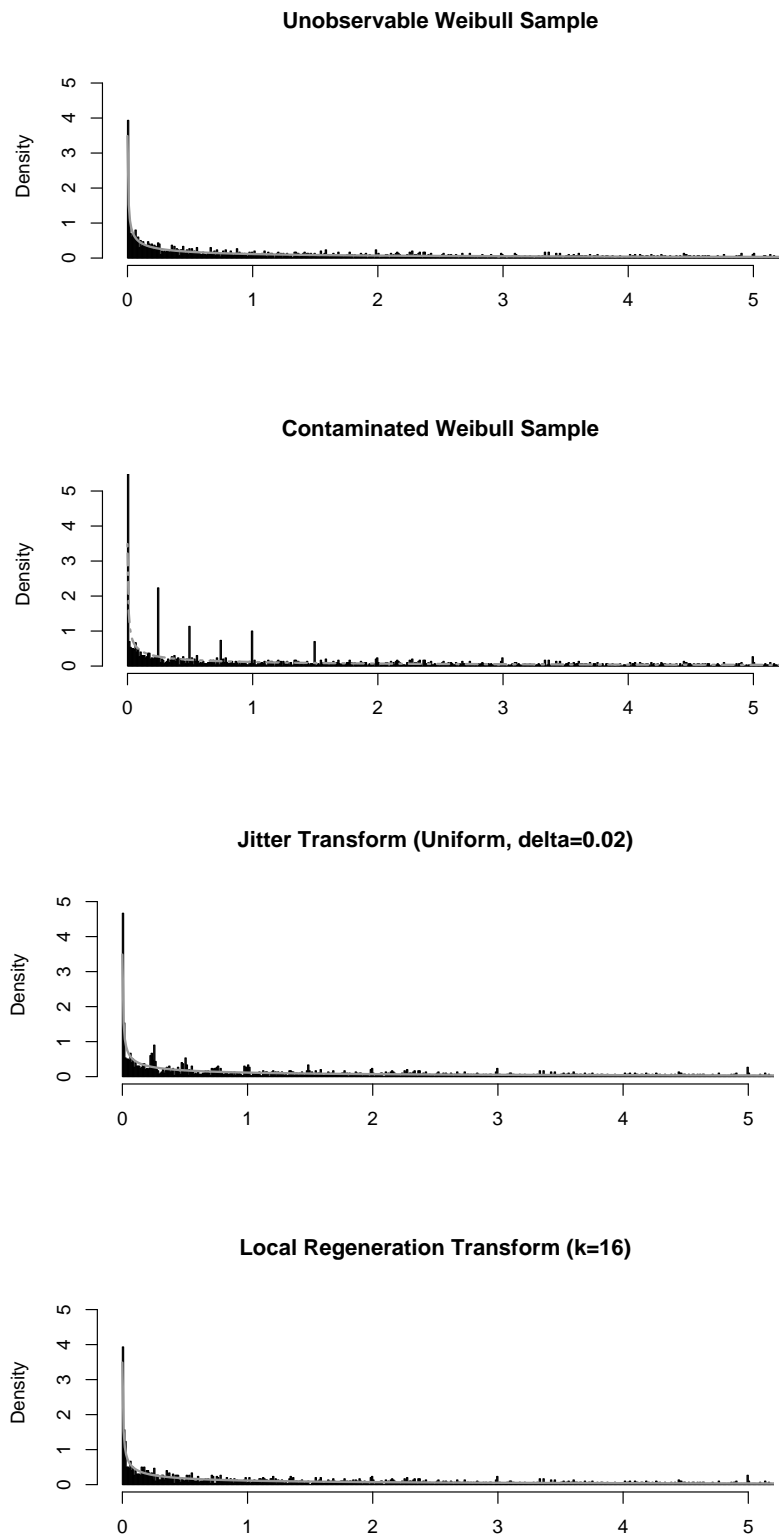 Unobservable Weibull Sample
Density
0 1 2 3 4 5
0 1 2 3 4 5
Contaminated Weibull Sample
Density
0 1 2 3 4 5
0 1 2 3 4 5
Jitter Transform (Uniform, delta=0.02)
Density
0 1 2 3 4 5
0 1 2 3 4 5
Local Regeneration Transform (k=16)
Density
0 1 2 3 4 5
0 1 2 3 4 5